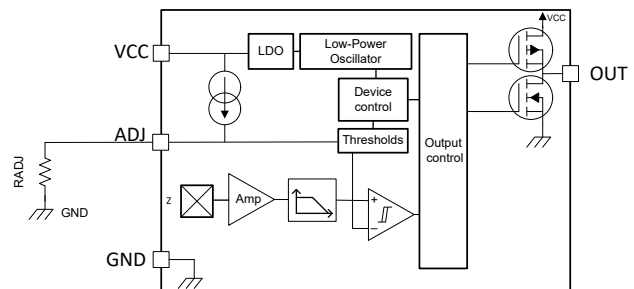 VCC
LDO
Low-Power
Oscillator
VCC
OUT
Device
control
ADJ
Thresholds
Output
control
RADJ
GND
z
Amp
+
−
GND